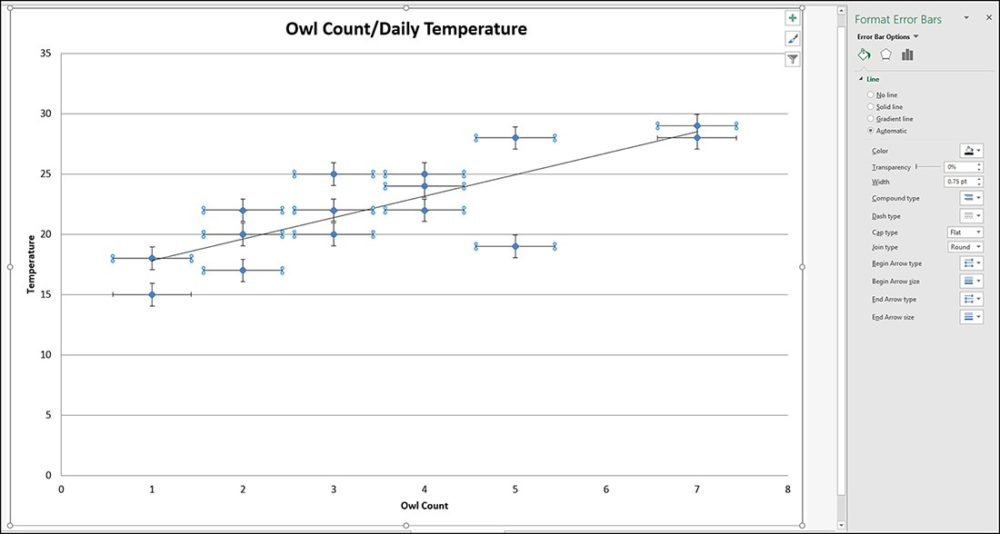 Owl Count/Daily Temperature
35
30
25
20
15
10
5
0
Temperature
0 1 2 3 4 5 6 7 8
Owl Count
Format Error Bars
Error Bar Options
Line
No line
Solid line
Gradient line
Automatic
Color
Transparency 0%
Width 0.75 pt
Compound type
Dash type
Cap type Flat
Join type Round
Begin Arrow type
Begin Arrow size
End Arrow type
End Arrow size